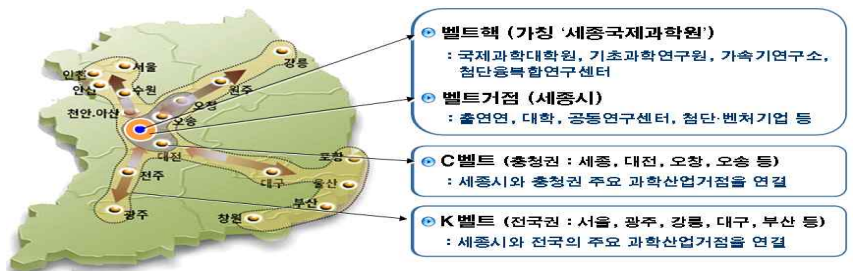 서울
인천
안심
수원
천안·아산
강릉
원주
오창
오송
대전
전주
광주
대구
포항
울산
부산
창원
벨트핵 (가칭 '세종국제과학원')
: 국제과학대학원, 기초과학연구원, 가속기연구소,
첨단융복합연구센터
벨트거점 (세종시)
: 출연연, 대학, 공동연구센터, 첨단·벤처기업 등
C벨트 (충청권 : 세종, 대전, 오창, 오송 등)
: 세종시와 충청권 주요 과학산업거점을 연결
K벨트 (전국권 : 서울, 광주, 강릉, 대구, 부산 등)
: 세종시와 전국의 주요 과학산업거점을 연결